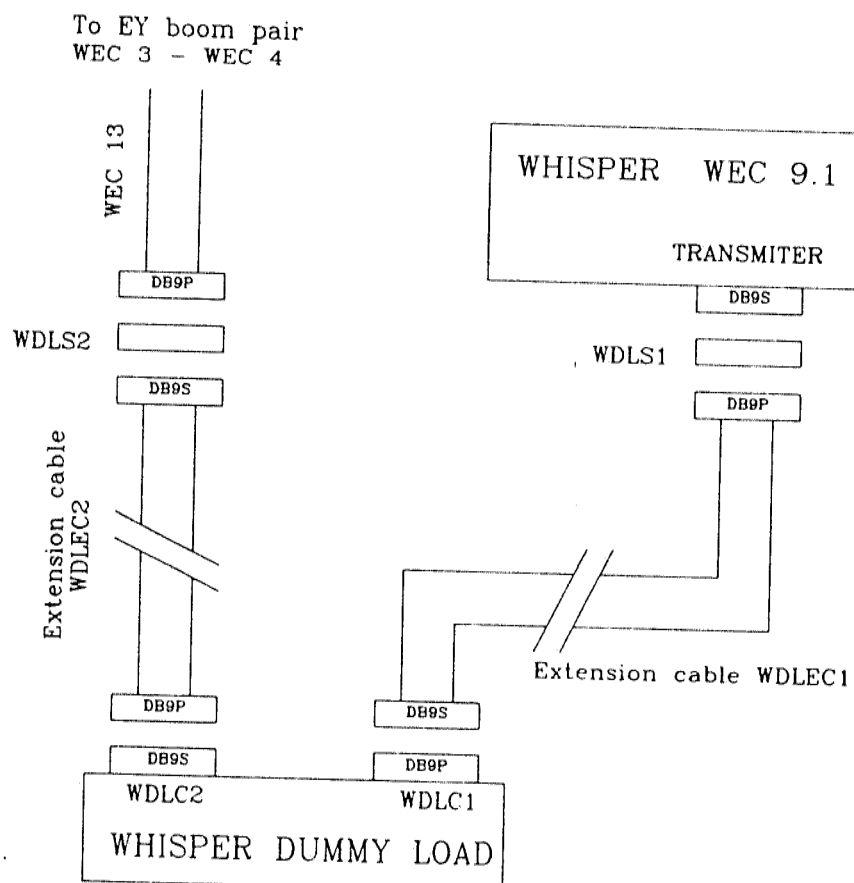 To EY boom pair
WEC 3 - WEC 4
WEC 13
DB9P
WDLS2
DB9S
Extension cable
WDLEC2
DB9P
DB9S
WDLC2
WHISPER WEC 9.1
TRANSMITER
DB9S
WDLS1
DB9P
Extension cable WDLEC1
DB9S
DB9P
WDLC1
WHISPER DUMMY LOAD